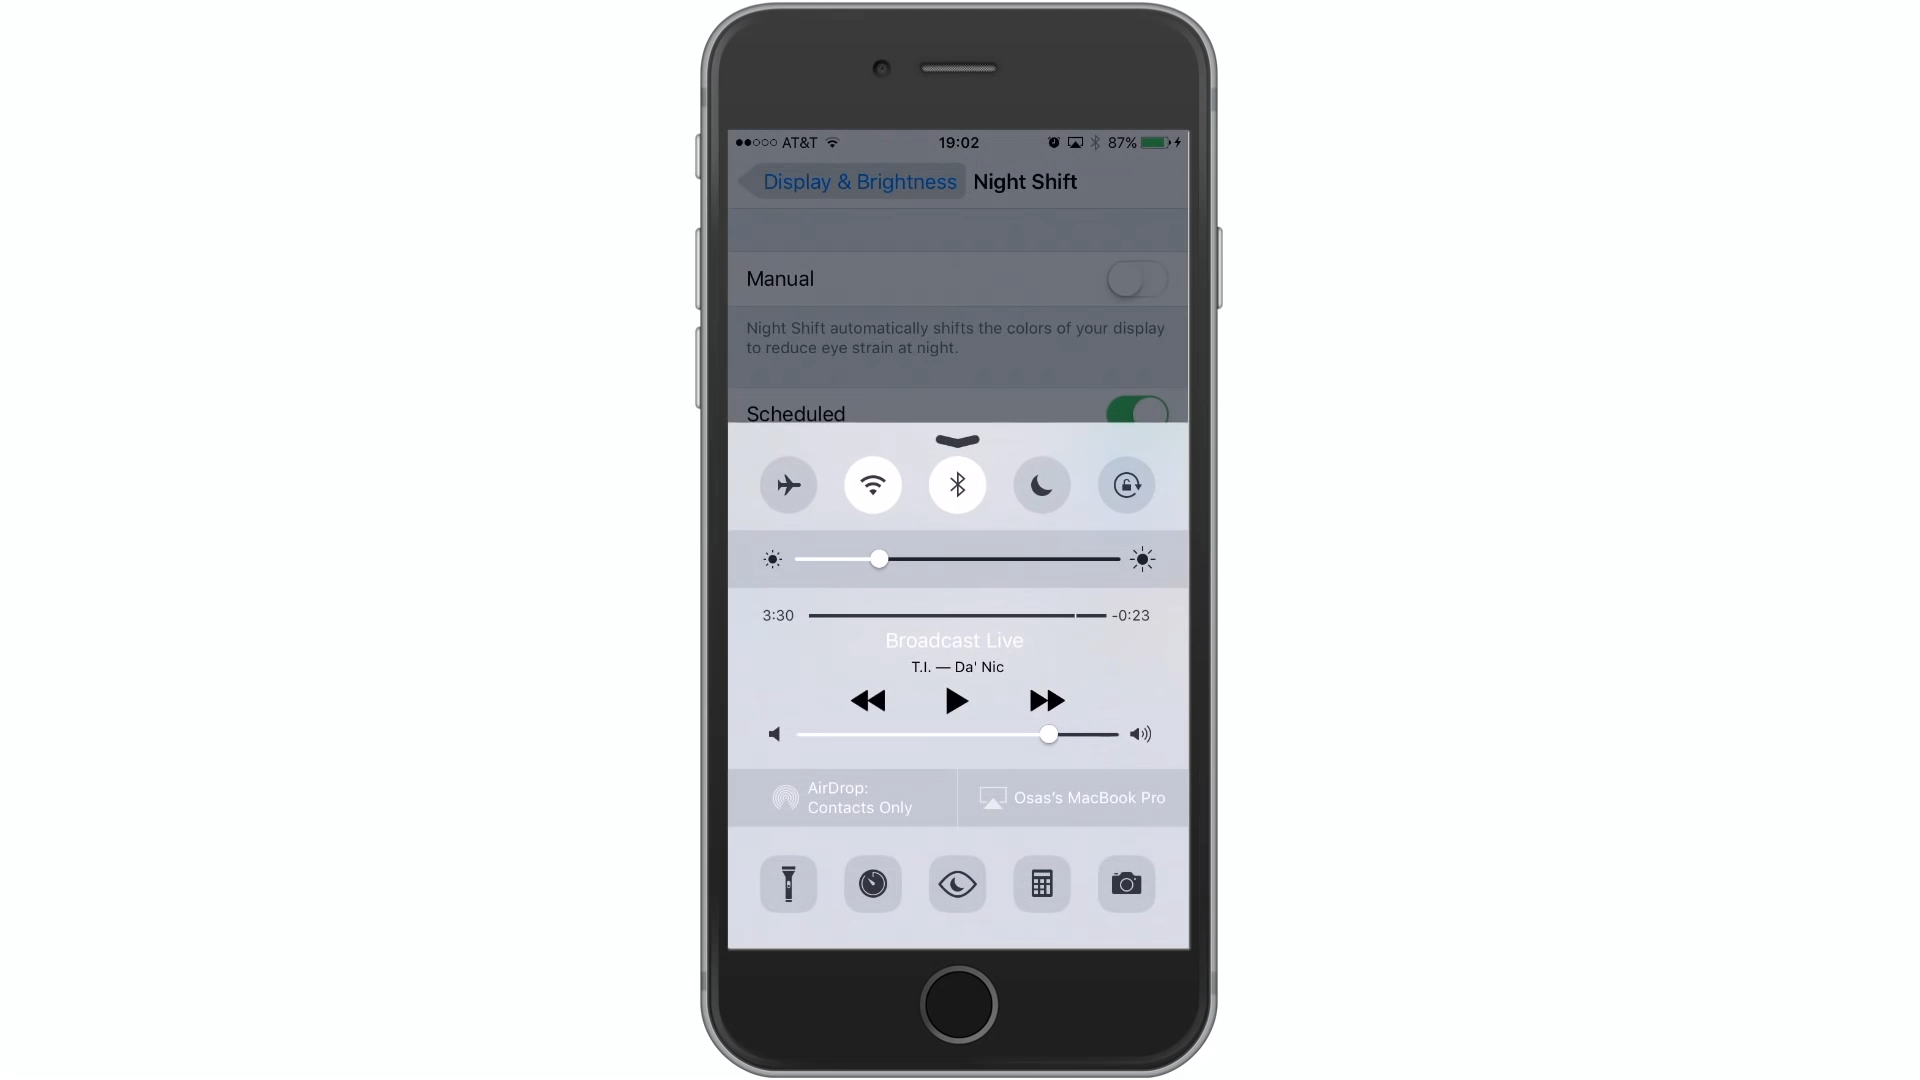 AT&T 19:02 87%
Display & Brightness Night Shift
Manual
Night Shift automatically shifts the colors of your display
to reduce eye strain at night.
Scheduled
3:30 -0:23
Broadcast Live
T.I. — Da' Nic
AirDrop:
Contacts Only
Osas's MacBook Pro